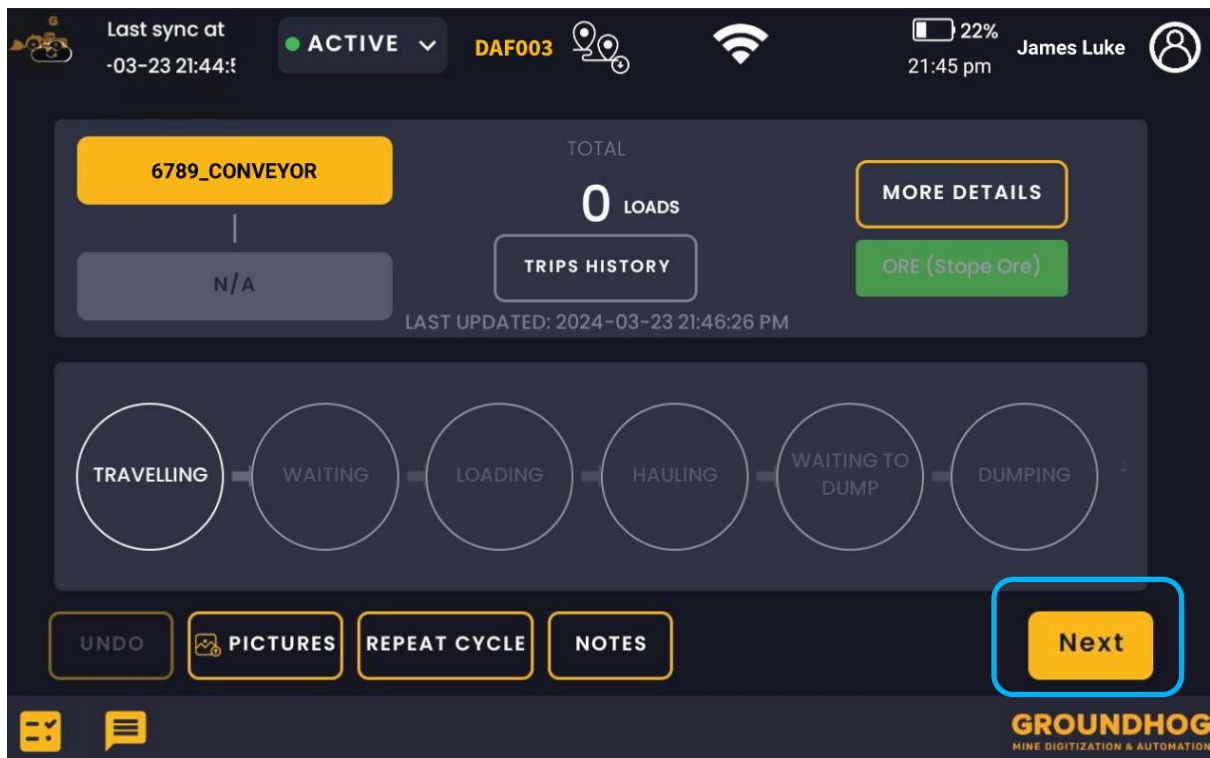 G
Last sync at
-03-23 21:44:5
ACTIVE
DAF003
22%
21:45 pm
James Luke
6789_CONVEYOR
N/A
TOTAL
0 LOADS
TRIPS HISTORY
LAST UPDATED: 2024-03-23 21:46:26 PM
MORE DETAILS
ORE (Stope Ore)
TRAVELLING
WAITING
LOADING
HAULING
WAITING TO
DUMP
DUMPING
UNDO
PICTURES
REPEAT CYCLE
NOTES
Next
GROUNDHOG
MINE DIGITIZATION & AUTOMATION